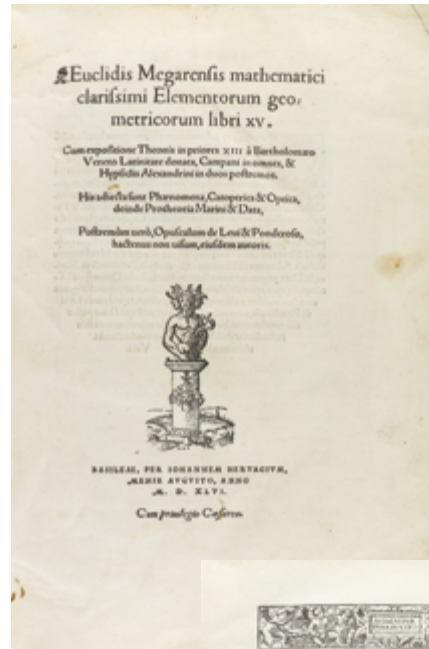 Euclidis Megarensis mathematici
clarissimi Elementorum geo-
metricorum libri xv.
Cum expositione Theonis in priores XIII à Bartholomæo
Veneto Latinitate donata, Campani in omnes, &
Hypsiclis Alexandrini in duos postremos.
His adiecta sunt Phænomena, Catoptrica & Optica,
deinde Protheoria Marini & Data,
Postremùm uerò, Opusculum de Leui & Ponderoso,
hactenus non uisum, eiusdem autoris.
BASILEAE, PER IOHANNEM HERVAGIVM,
MENSE AVGVSTO, ANNO
M. D. XLVI.
Cum priuilegio Cæsareo.